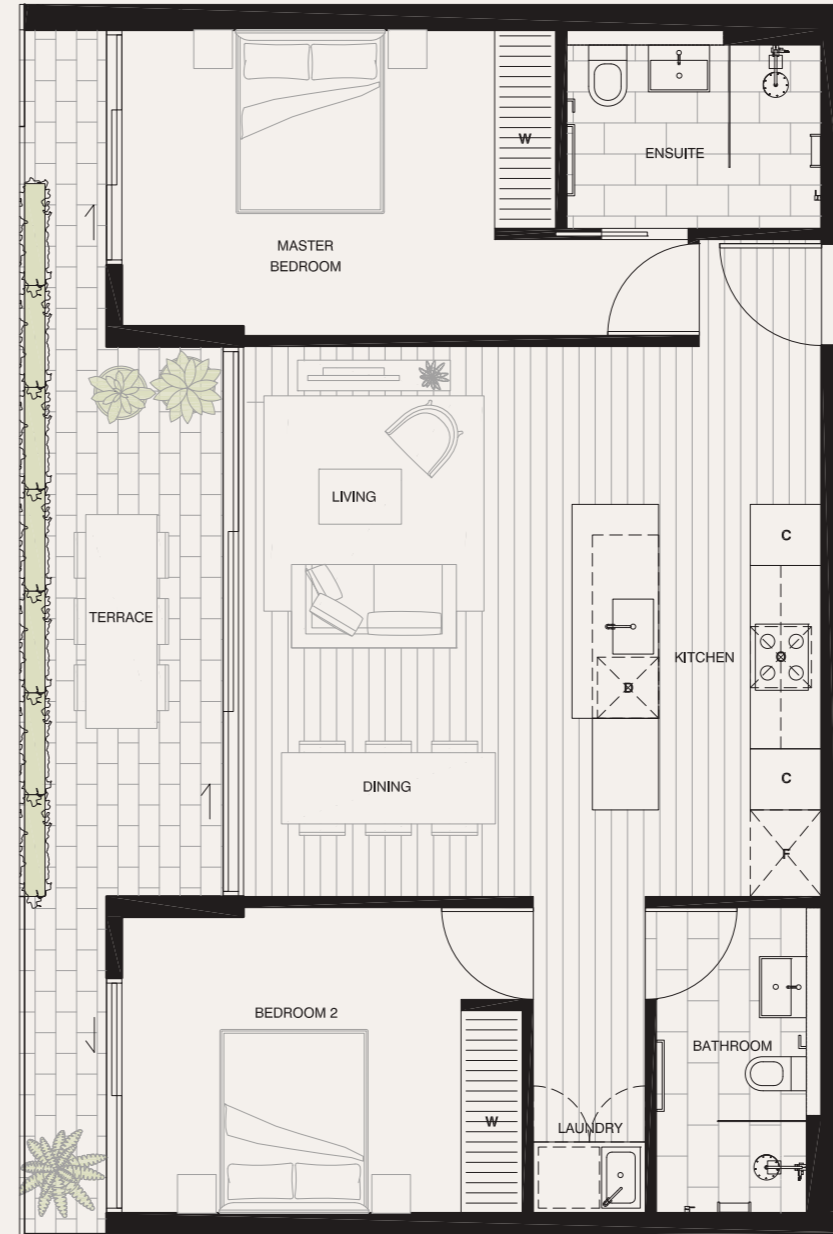 W
ENSUITE
MASTER
BEDROOM
LIVING
C
TERRACE
KITCHEN
O
D
C
DINING
F
BEDROOM 2
BATHROOM
W
LAUNDRY